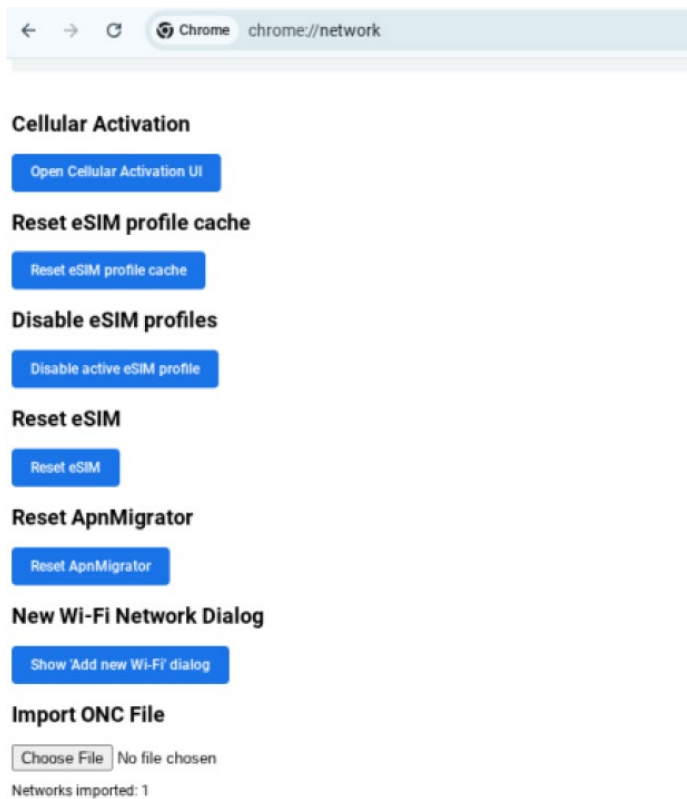 Chrome chrome://network
Cellular Activation
Open Cellular Activation UI
Reset eSIM profile cache
Reset eSIM profile cache
Disable eSIM profiles
Disable active eSIM profile
Reset eSIM
Reset eSIM
Reset ApnMigrator
Reset ApnMigrator
New Wi-Fi Network Dialog
Show 'Add new Wi-Fi' dialog
Import ONC File
Choose File No file chosen
Networks imported: 1